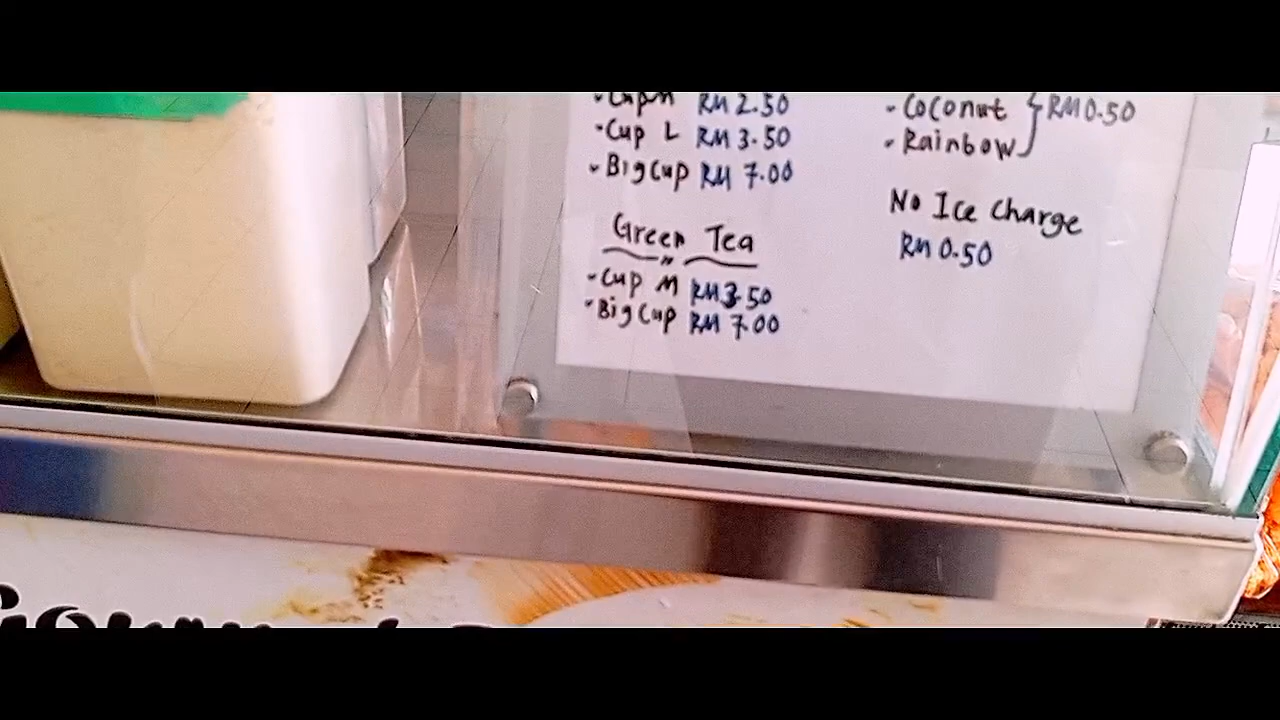 - Cup M RM 2.50
- Cup L RM 3.50
- Big Cup RM 7.00
Green Tea
- Cup M RM 3.50
- Big Cup RM 7.00
- Coconut } RM 0.50
- Rainbow
No Ice Charge
RM 0.50